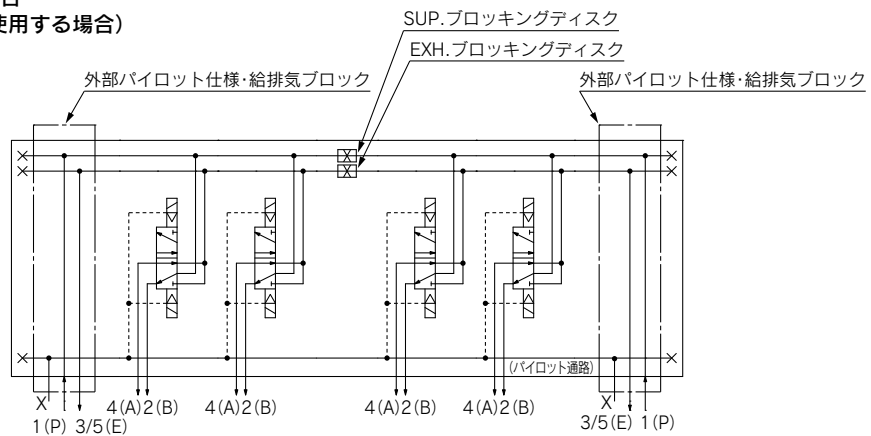 使用する場合）
SUP.ブロッキングディスク
EXH.ブロッキングディスク
外部パイロット仕様･給排気ブロック
外部パイロット仕様･給排気ブロック
(パイロット通路)
X
4(A)2(B) 4(A)2(B) 4(A)2(B) 4(A)2(B)
X
1(P) 3/5(E)
3/5(E) 1(P)